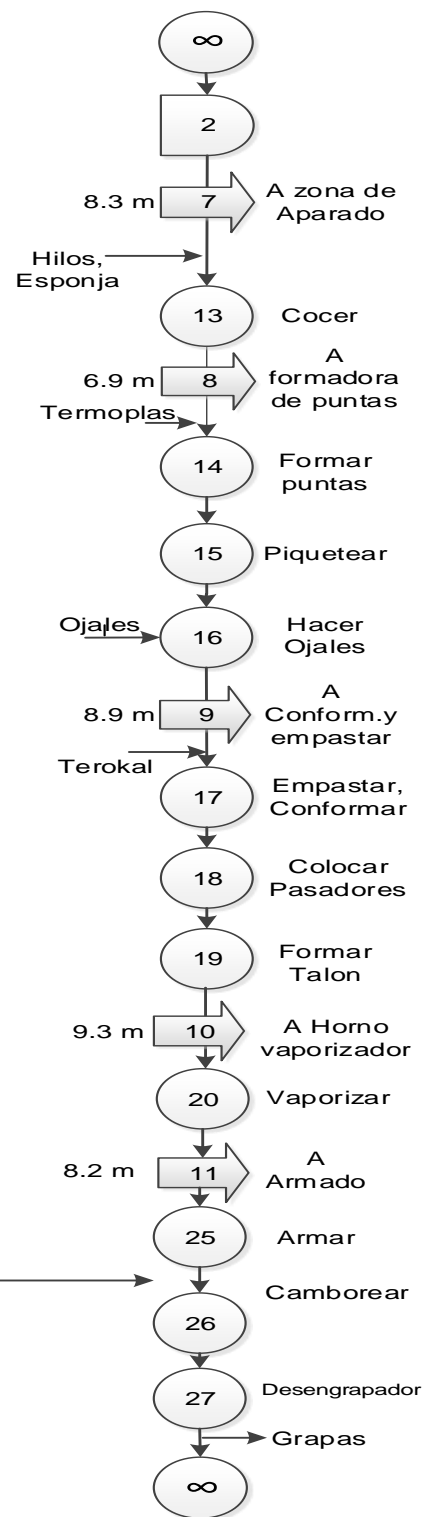 ∞
2
8.3 m
7
A zona de
Aparado
Hilos,
Esponja
13
Cocer
6.9 m
8
A
formadora
de puntas
Termoplas
14
Formar
puntas
15
Piquetear
Ojales
16
Hacer
Ojales
8.9 m
9
A
Conform.y
empastar
Terokal
17
Empastar,
Conformar
18
Colocar
Pasadores
19
Formar
Talon
9.3 m
10
A Horno
vaporizador
20
Vaporizar
8.2 m
11
A
Armado
25
Armar
Camborear
26
27
Desengrapador
Grapas
∞